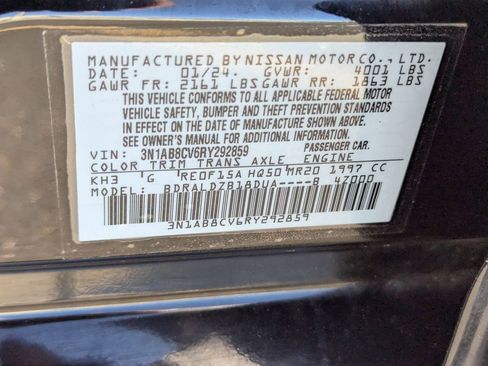 MANUFACTURED BY NISSAN MOTOR CO., LTD.
DATE: 01/24. GVWR: 4001 LBS
GAWR FR: 2161 LBS GAWR RR: 1863 LBS
THIS VEHICLE CONFORMS TO ALL APPLICABLE FEDERAL MOTOR
VEHICLE SAFETY, BUMPER AND THEFT PREVENTION STANDARDS
IN EFFECT ON THE DATE OF MANUFACTURE SHOWN ABOVE.
SEE OWNER'S MANUAL FOR ADDITIONAL INFORMATION.
VIN: 3N1AB8CV6RY292859 PASSENGER CAR
COLOR TRIM TRANS AXLE ENGINE
KH3 G RE0F15A HQ50 MR20 1997 CC
MODEL: BDRALDZB18DUA----B 47000
3N1AB8CV6RY292859